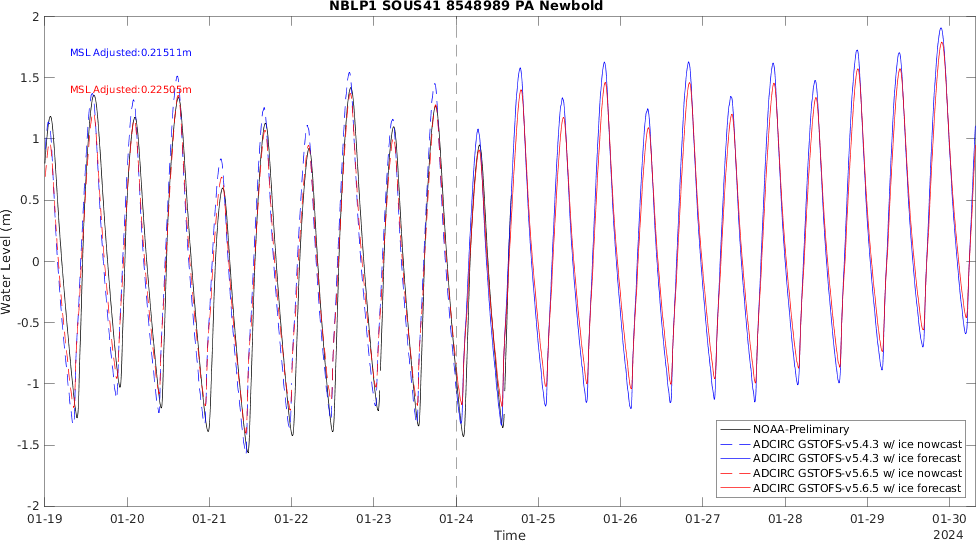 NBLP1 SOUS41 8548989 PA Newbold
MSL Adjusted:0.21511m
MSL Adjusted:0.22505m
Water Level (m)
2
1.5
1
0.5
0
-0.5
-1
-1.5
-2
NOAA-Preliminary
ADCIRC GSTOFS-v5.4.3 w/ ice nowcast
ADCIRC GSTOFS-v5.4.3 w/ ice forecast
ADCIRC GSTOFS-v5.6.5 w/ ice nowcast
ADCIRC GSTOFS-v5.6.5 w/ ice forecast
01-19 01-20 01-21 01-22 01-23 01-24 01-25 01-26 01-27 01-28 01-29 01-30
Time
2024